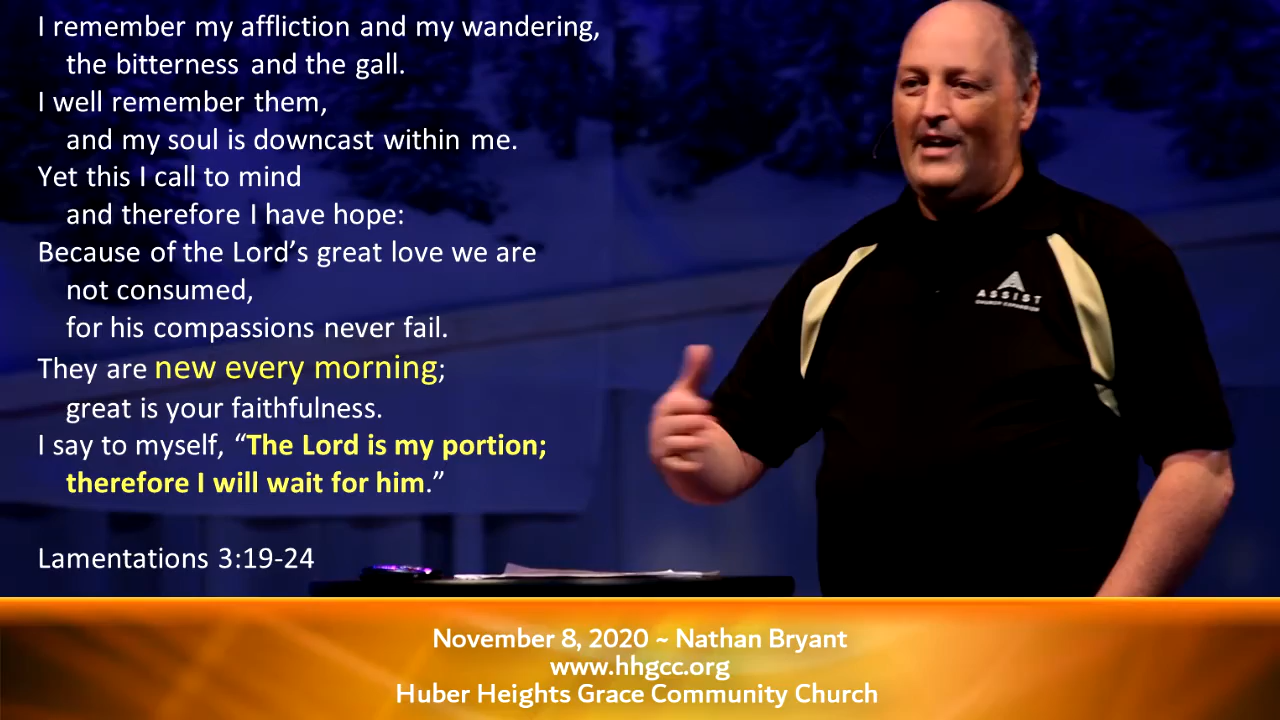 I remember my affliction and my wandering,
the bitterness and the gall.
I well remember them,
and my soul is downcast within me.
Yet this I call to mind
and therefore I have hope:
Because of the Lord’s great love we are
not consumed,
for his compassions never fail.
They are new every morning;
great is your faithfulness.
I say to myself, “The Lord is my portion;
therefore I will wait for him.”
Lamentations 3:19-24
ASSIST
CHURCH EXPANSION
November 8, 2020 ~ Nathan Bryant
www.hhgcc.org
Huber Heights Grace Community Church